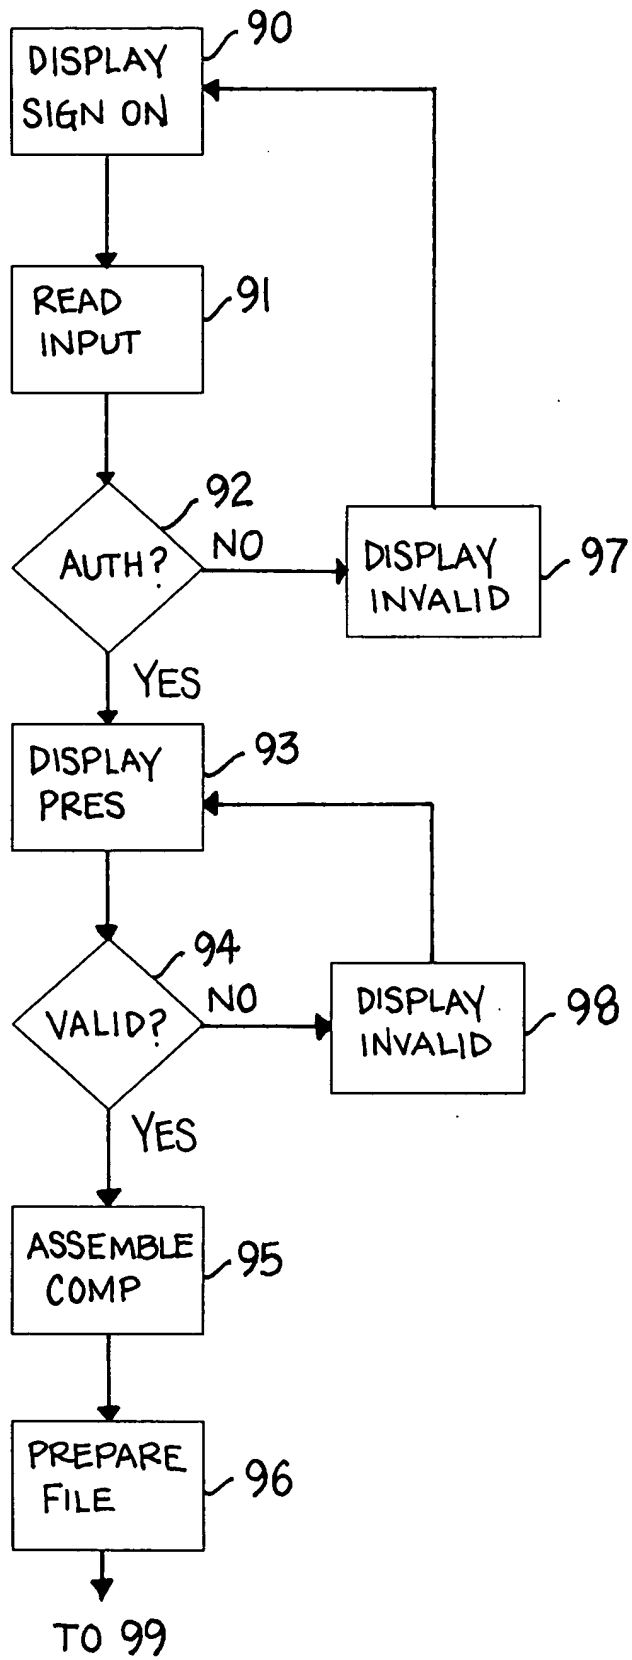 90
DISPLAY
SIGN ON
91
READ
INPUT
92
AUTH?
NO
DISPLAY
INVALID
97
YES
93
DISPLAY
PRES
94
VALID?
NO
DISPLAY
INVALID
98
YES
ASSEMBLE
COMP
95
PREPARE
FILE
96
TO 99